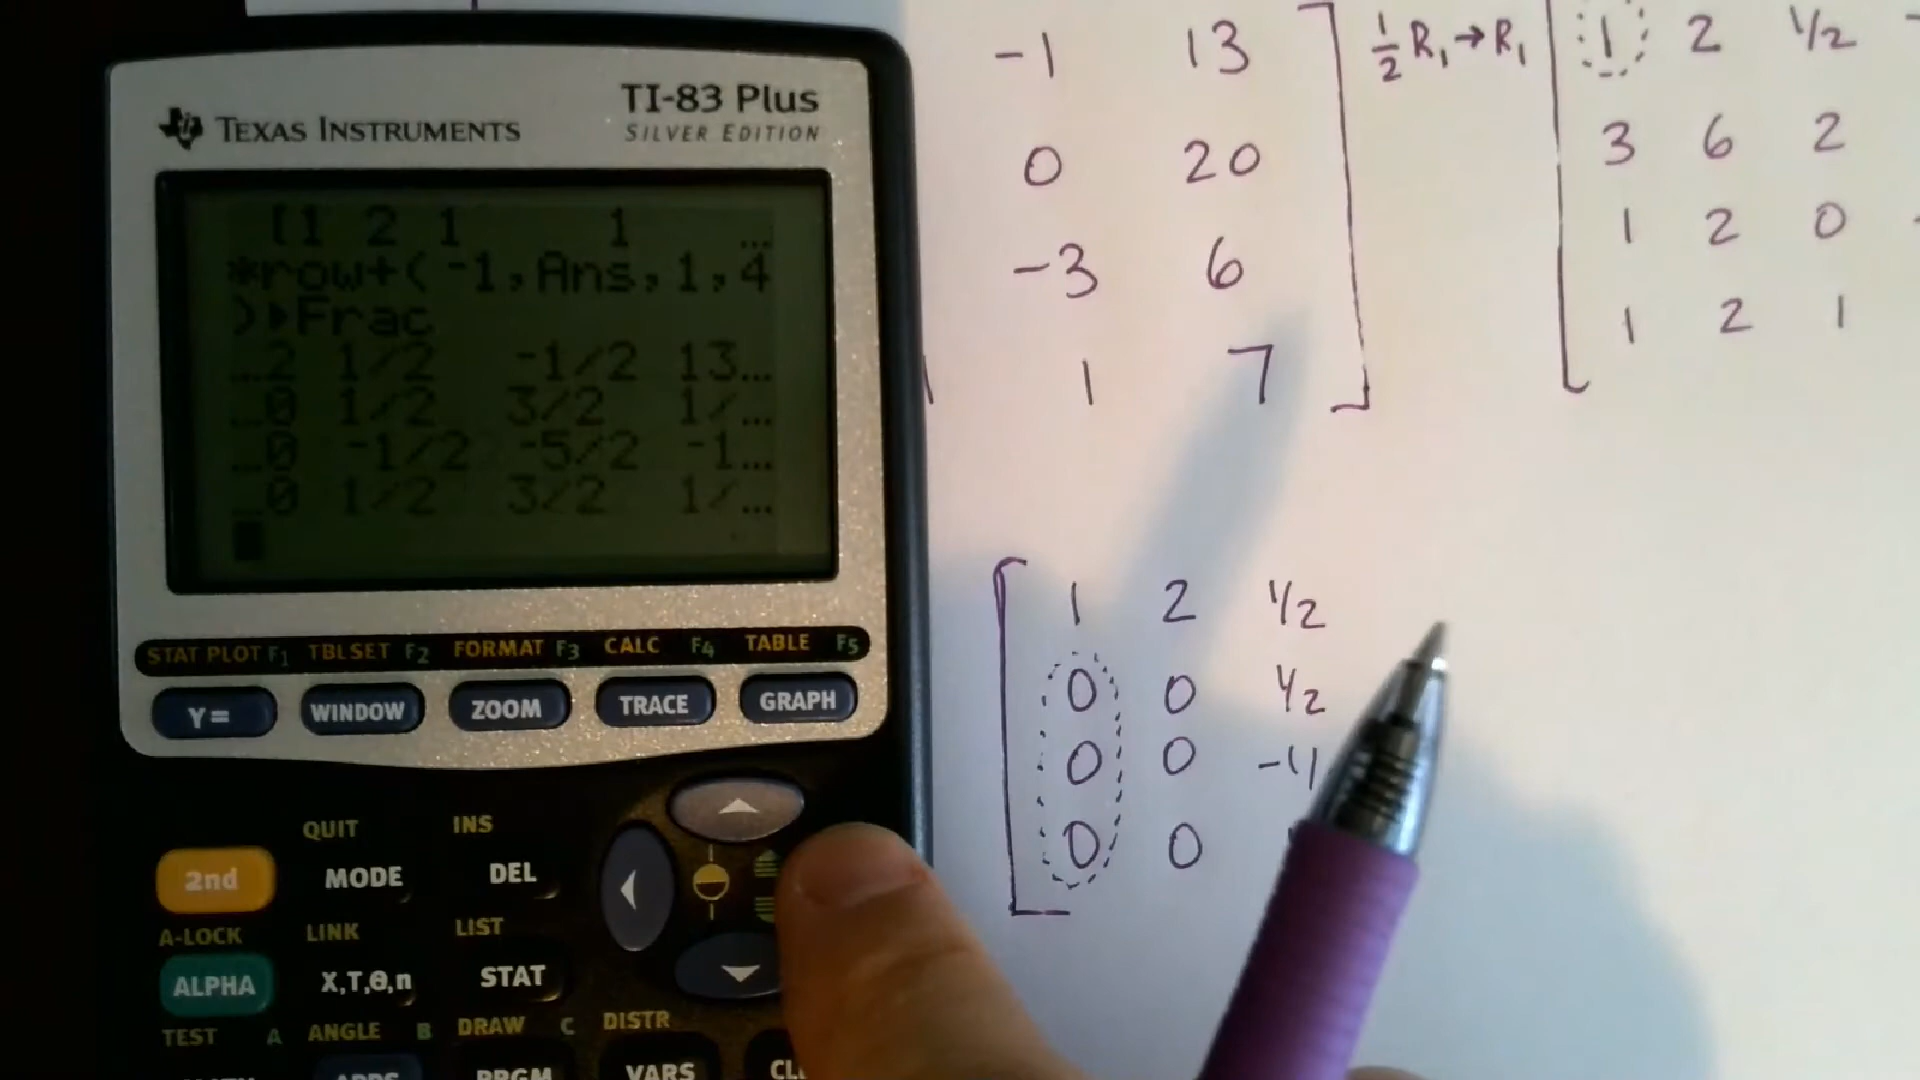 TI-83 Plus
SILVER EDITION
TEXAS INSTRUMENTS
[1 2 1 1 ...
*row+(-1,Ans,1,4
)▶Frac
...2 1/2 -1/2 13...
...0 1/2 3/2 1/...
...0 -1/2 -5/2 -1...
...0 1/2 3/2 1/...
STAT PLOT F1 TBLSET F2 FORMAT F3 CALC F4 TABLE F5
Y= WINDOW ZOOM TRACE GRAPH
QUIT INS
2nd MODE DEL
A-LOCK LINK LIST
ALPHA X,T,θ,n STAT
TEST A ANGLE B DRAW C DISTR
APPS PRGM VARS
-1 13
0 20
-3 6
1 1 7
1/2 R1 → R1
1 2 1/2
3 6 2
1 2 0
1 2 1
1 2 1/2
0 0 1/2
0 0
0 0